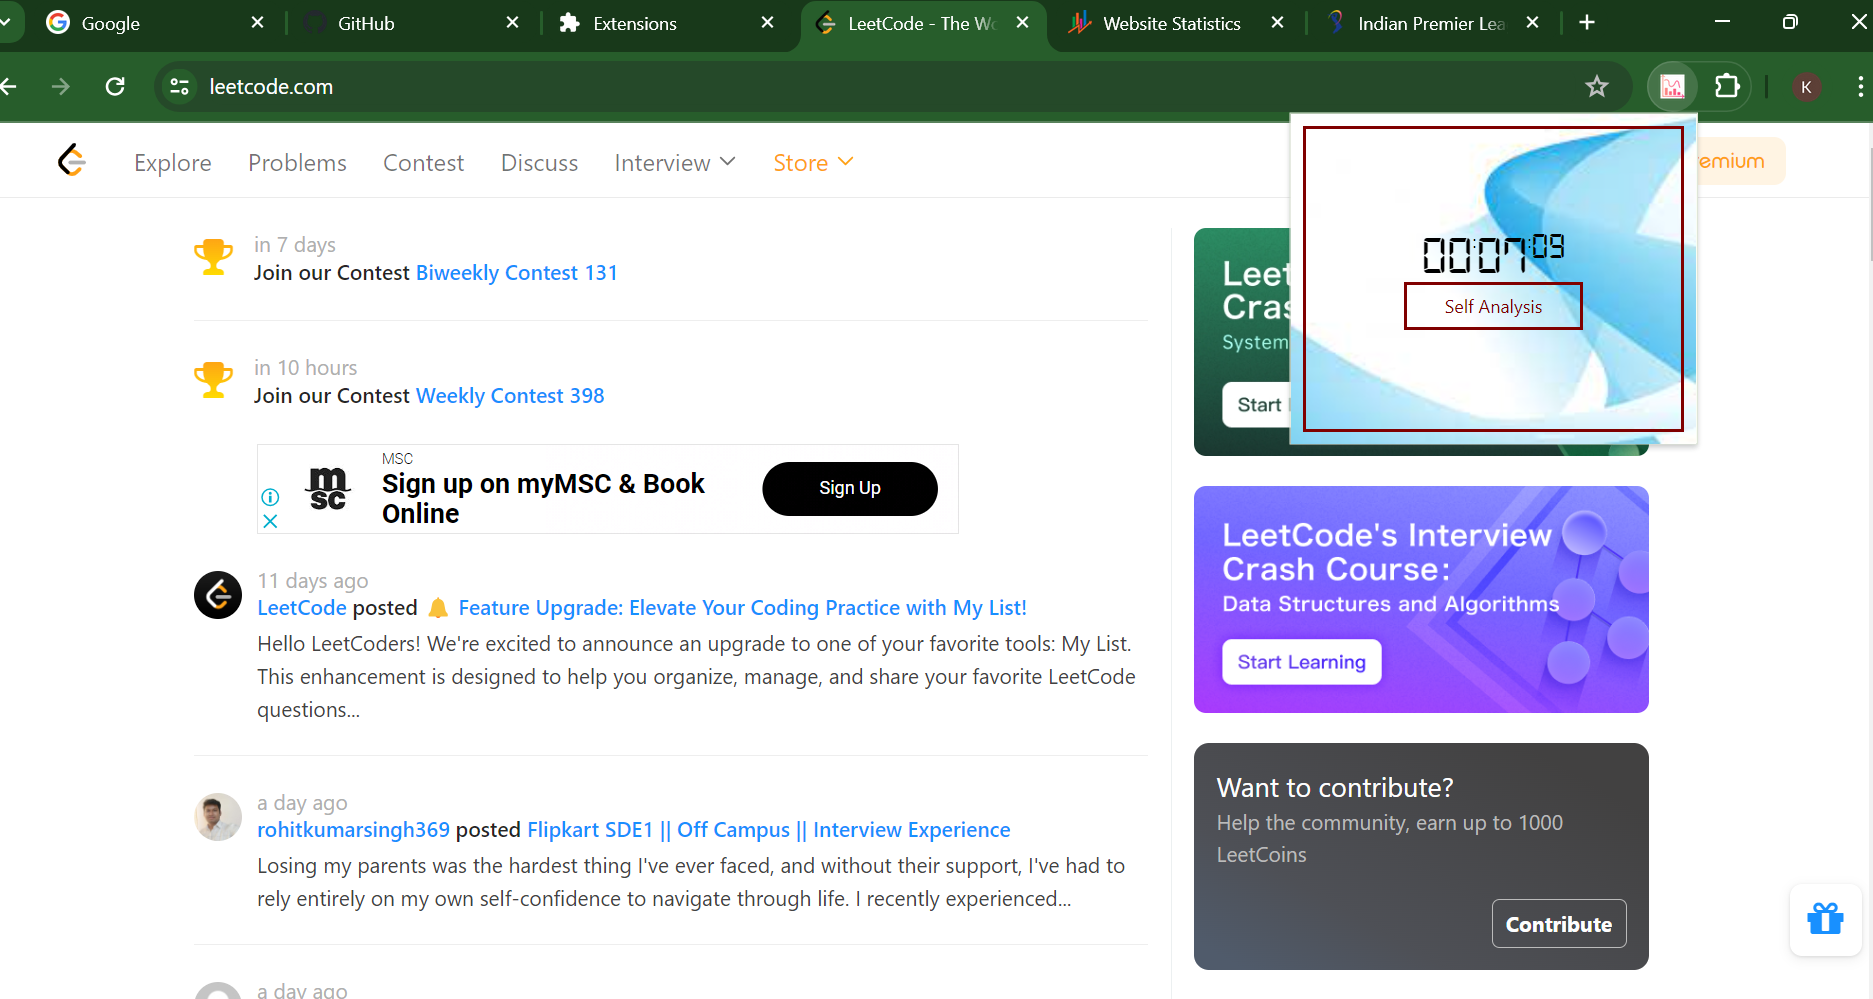 Google
GitHub
Extensions
LeetCode - The Wo
Website Statistics
Indian Premier Lea
leetcode.com
K
Explore
Problems
Contest
Discuss
Interview
Store
emium
in 7 days
Join our Contest Biweekly Contest 131
in 10 hours
Join our Contest Weekly Contest 398
MSC
msc
Sign up on myMSC & Book
Online
Sign Up
11 days ago
LeetCode posted 🔔 Feature Upgrade: Elevate Your Coding Practice with My List!
Hello LeetCoders! We're excited to announce an upgrade to one of your favorite tools: My List.
This enhancement is designed to help you organize, manage, and share your favorite LeetCode
questions...
a day ago
rohitkumarsingh369 posted Flipkart SDE1 || Off Campus || Interview Experience
Losing my parents was the hardest thing I've ever faced, and without their support, I've had to
rely entirely on my own self-confidence to navigate through life. I recently experienced...
a day ago
00:07:09
Self Analysis
Leet
Cras
System
Start
LeetCode's Interview
Crash Course:
Data Structures and Algorithms
Start Learning
Want to contribute?
Help the community, earn up to 1000
LeetCoins
Contribute